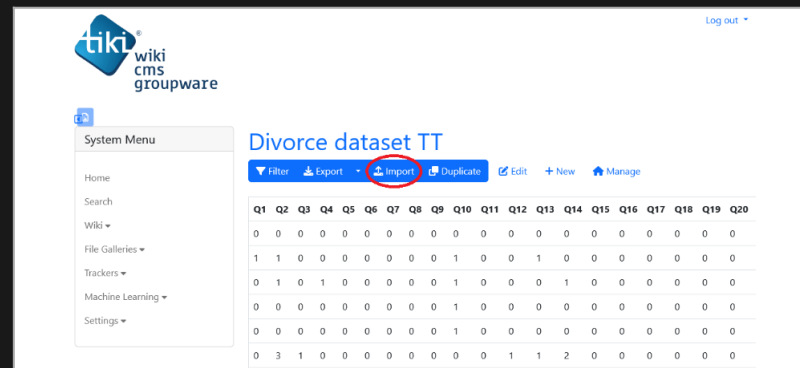 Log out
tiki®
wiki
cms
groupware
System Menu
Home
Search
Wiki
File Galleries
Trackers
Machine Learning
Settings
Divorce dataset TT
Filter Export Import Duplicate Edit + New Manage
Q1 Q2 Q3 Q4 Q5 Q6 Q7 Q8 Q9 Q10 Q11 Q12 Q13 Q14 Q15 Q16 Q17 Q18 Q19 Q20
0 0 0 0 0 0 0 0 0 0 0 0 0 0 0 0 0 0 0 0
1 1 0 0 0 0 0 0 0 1 0 0 1 0 0 0 0 0 0 0
0 1 0 1 0 0 0 0 0 1 0 0 0 1 0 0 0 0 0 0
0 0 0 0 0 0 0 0 0 1 0 0 0 0 0 0 0 0 0 0
0 0 0 0 0 0 0 0 0 1 0 0 0 0 0 0 0 0 0 0
0 3 1 0 0 0 0 0 0 0 0 1 1 2 0 0 0 0 0 0